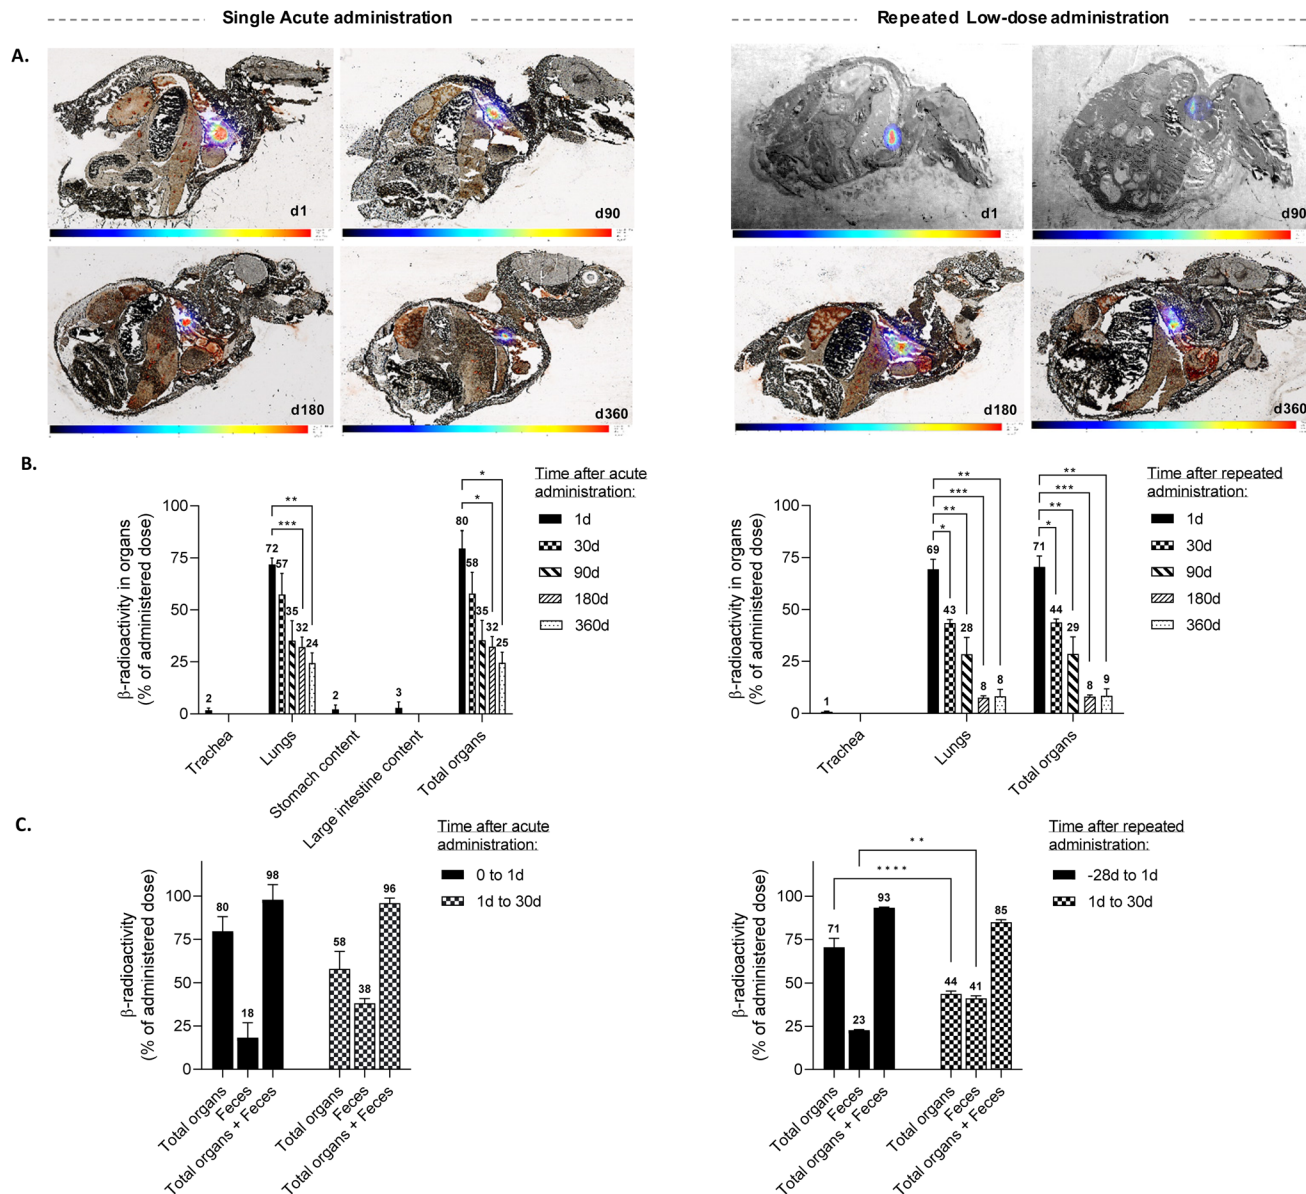 Single Acute administration
Repeated Low-dose administration
A.
d1
d90
d180
d360
d1
d90
d180
d360
B.
β-radioactivity in organs
(% of administered dose)
100
75
50
25
0
2
72
57
35
32
24
2
3
80
58
35
32
25
***
**
*
*
Trachea
Lungs
Stomach content
Large intestine content
Total organs
Time after acute
administration:
1d
30d
90d
180d
360d
β-radioactivity in organs
(% of administered dose)
100
75
50
25
0
1
69
43
28
8
8
71
44
29
8
9
**
***
**
*
**
***
**
*
Trachea
Lungs
Total organs
Time after repeated
administration:
1d
30d
90d
180d
360d
C.
β-radioactivity
(% of administered dose)
100
75
50
25
0
80
18
98
58
38
96
Total organs
Feces
Total organs + Feces
Total organs
Feces
Total organs + Feces
Time after acute
administration:
0 to 1d
1d to 30d
β-radioactivity
(% of administered dose)
100
75
50
25
0
71
23
93
44
41
85
**
****
Total organs
Feces
Total organs + Feces
Total organs
Feces
Total organs + Feces
Time after repeated
administration:
-28d to 1d
1d to 30d